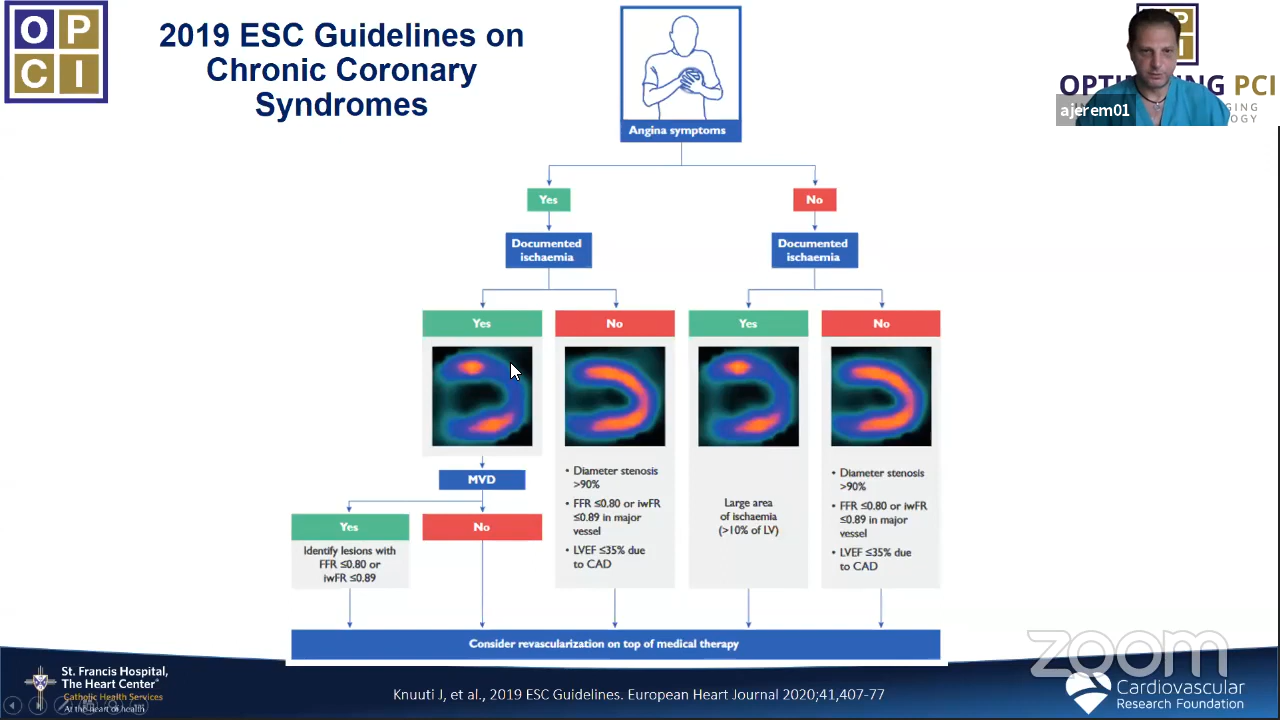 O P
C I
2019 ESC Guidelines on
Chronic Coronary
Syndromes
PCI
ajerem01
Angina symptoms
Yes
No
Documented
ischaemia
Documented
ischaemia
Yes
No
Yes
No
MVD
Yes
No
Identify lesions with
FFR ≤0.80 or
iwFR ≤0.89
• Diameter stenosis
>90%
• FFR ≤0.80 or iwFR
≤0.89 in major
vessel
• LVEF ≤35% due
to CAD
Large area
of ischaemia
(>10% of LV)
• Diameter stenosis
>90%
• FFR ≤0.80 or iwFR
≤0.89 in major
vessel
• LVEF ≤35% due
to CAD
Consider revascularization on top of medical therapy
zoom
St. Francis Hospital,
The Heart Center
Catholic Health Services
At the heart of health
Knuuti J, et al., 2019 ESC Guidelines. European Heart Journal 2020;41,407-77
Cardiovascular
Research Foundation